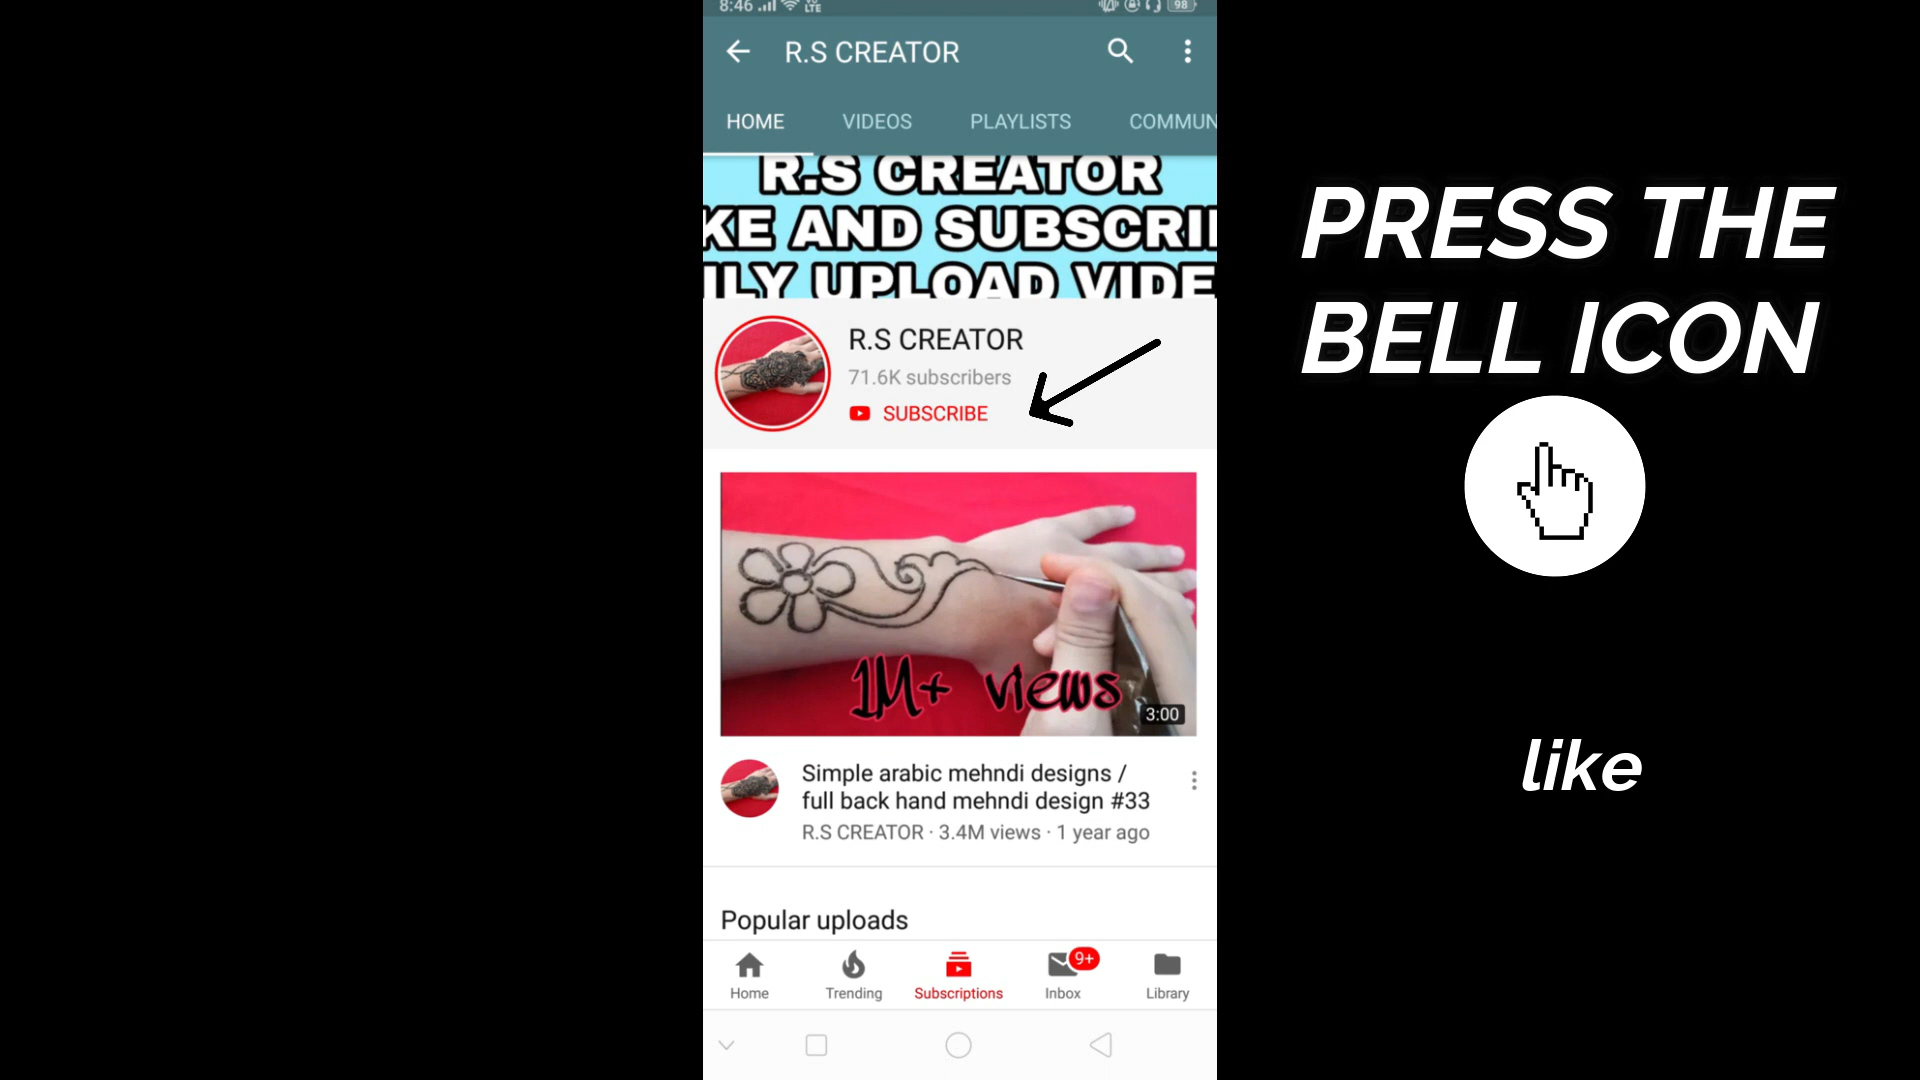 8:46
98
R.S CREATOR
HOME VIDEOS PLAYLISTS COMMUN
R.S CREATOR
KE AND SUBSCRI
ILY UPLOAD VIDE
R.S CREATOR
71.6K subscribers
SUBSCRIBE
1M+ views
3:00
Simple arabic mehndi designs /
full back hand mehndi design #33
R.S CREATOR · 3.4M views · 1 year ago
Popular uploads
9+
Home Trending Subscriptions Inbox Library
PRESS THE
BELL ICON
like